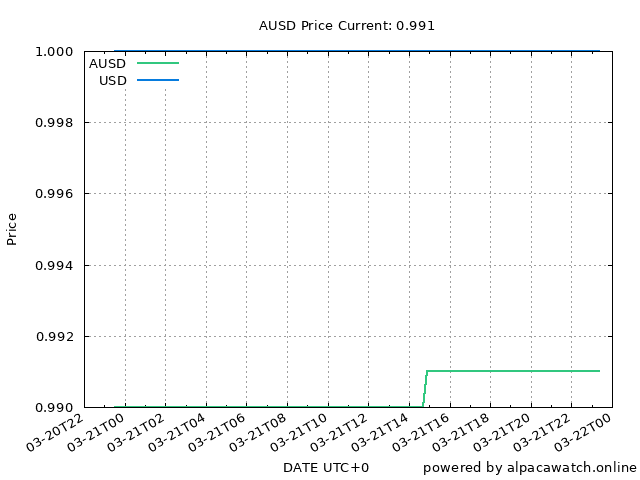 AUSD Price Current: 0.991
1.000
AUSD
USD
0.998
0.996
Price
0.994
0.992
0.990
03-20T22
03-21T00
03-21T02
03-21T04
03-21T06
03-21T08
03-21T10
03-21T12
03-21T14
03-21T16
03-21T18
03-21T20
03-21T22
03-22T00
DATE UTC+0
powered by alpacawatch.online